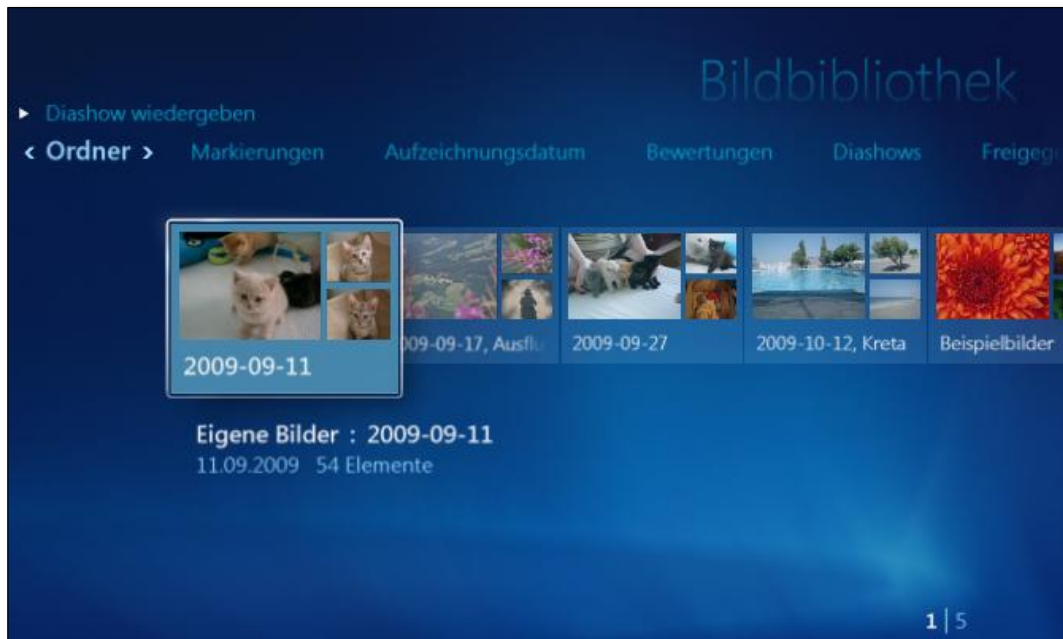 Bildbibliothek
Diashow wiedergeben
Ordner Markierungen Aufzeichnungsdatum Bewertungen Diashows
2009-09-11 2009-09-27 2009-10-12, Kreta Beispielbilder
Eigene Bilder : 2009-09-11
11.09.2009 54 Elemente
1 | 5